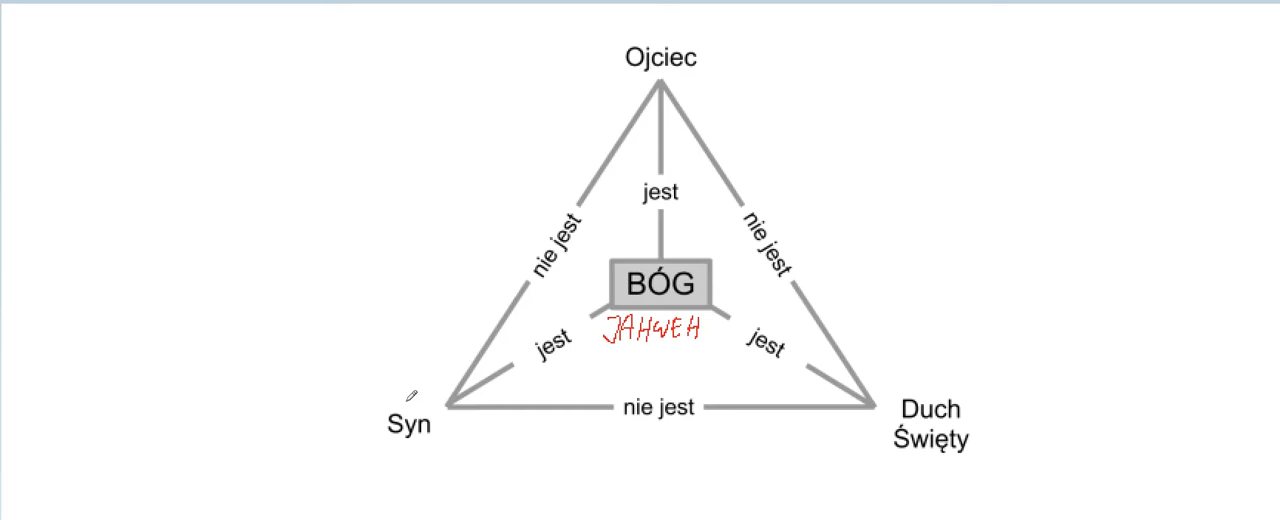 Ojciec
jest
nie jest
nie jest
BÓG
JAHWEH
jest
jest
nie jest
Syn
Duch
Święty